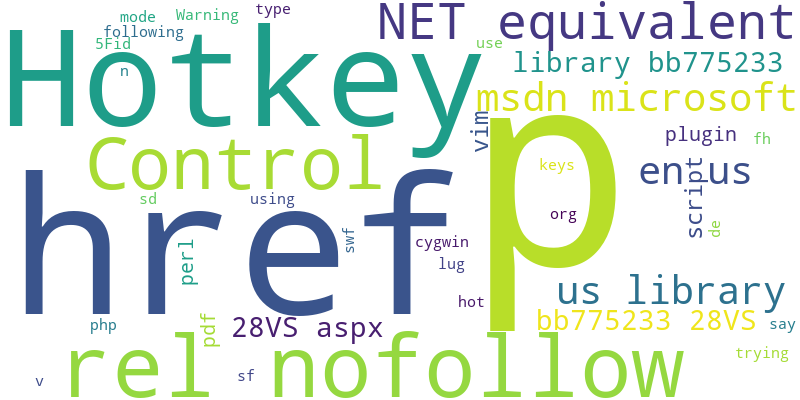 type
NET equivalent
mode
Warning
following
5Fid
use
n
Hotkey
library bb775233
msdn microsoft
p
vim
Control
plugin
fh
keys
en us
script
href
sd
using
org
de
swf
cygwin
perl
lug
us library
hot
pdf
php
28VS aspx
bb775233 28VS
say
rel nofollow
trying
sf
v